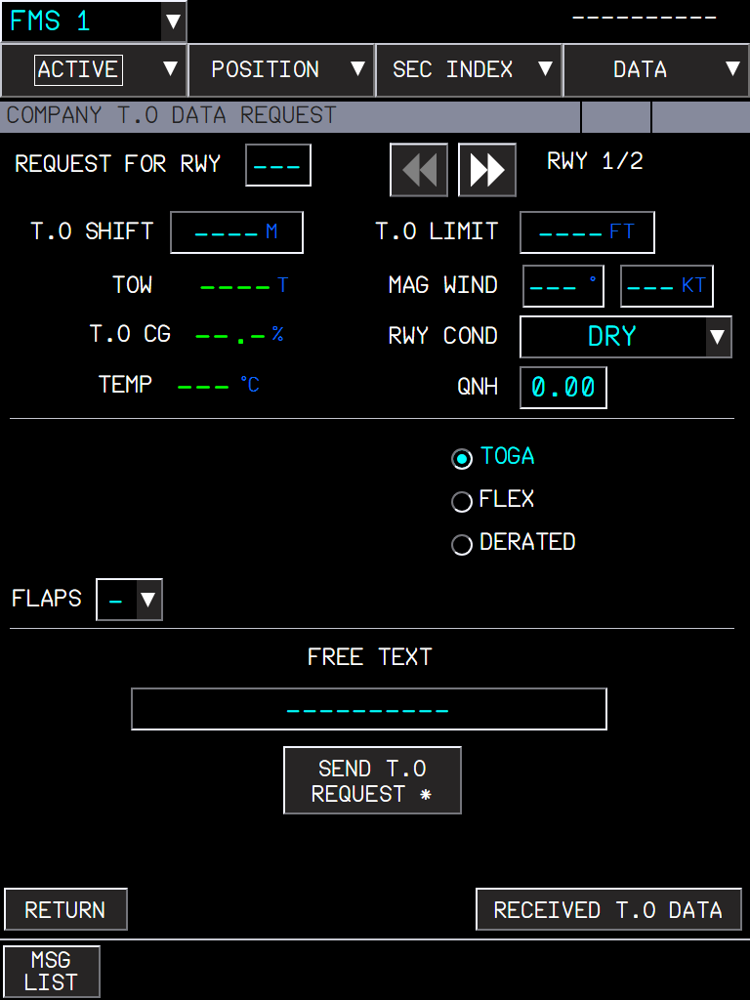 FMS 1 ----------
ACTIVE POSITION SEC INDEX DATA
COMPANY T.O DATA REQUEST
REQUEST FOR RWY --- RWY 1/2
T.O SHIFT ----M T.O LIMIT ----FT
TOW ----T MAG WIND ---° ---KT
T.O CG --.-% RWY COND DRY
TEMP ---°C QNH 0.00
TOGA
FLEX
DERATED
FLAPS -
FREE TEXT
----------
SEND T.O
REQUEST *
RETURN RECEIVED T.O DATA
MSG
LIST